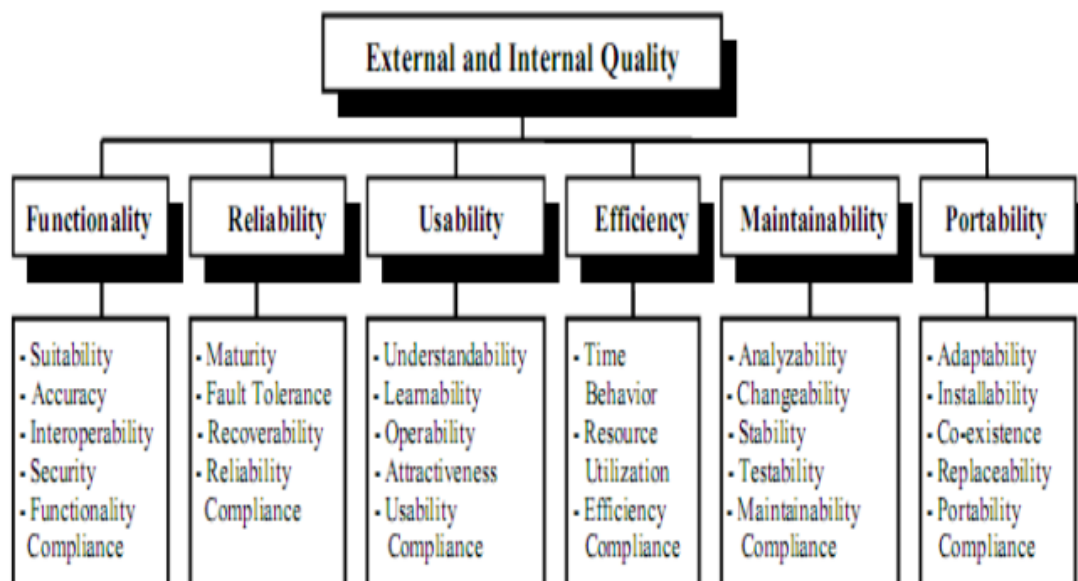 External and Internal Quality
Functionality
Reliability
Usability
Efficiency
Maintainability
Portability
- Suitability
- Accuracy
- Interoperability
- Security
- Functionality
Compliance
- Maturity
- Fault Tolerance
- Recoverability
- Reliability
Compliance
- Understandability
- Learnability
- Operability
- Attractiveness
- Usability
Compliance
- Time
Behavior
- Resource
Utilization
- Efficiency
Compliance
- Analyzability
- Changeability
- Stability
- Testability
- Maintainability
Compliance
- Adaptability
- Installability
- Co-existence
- Replaceability
- Portability
Compliance